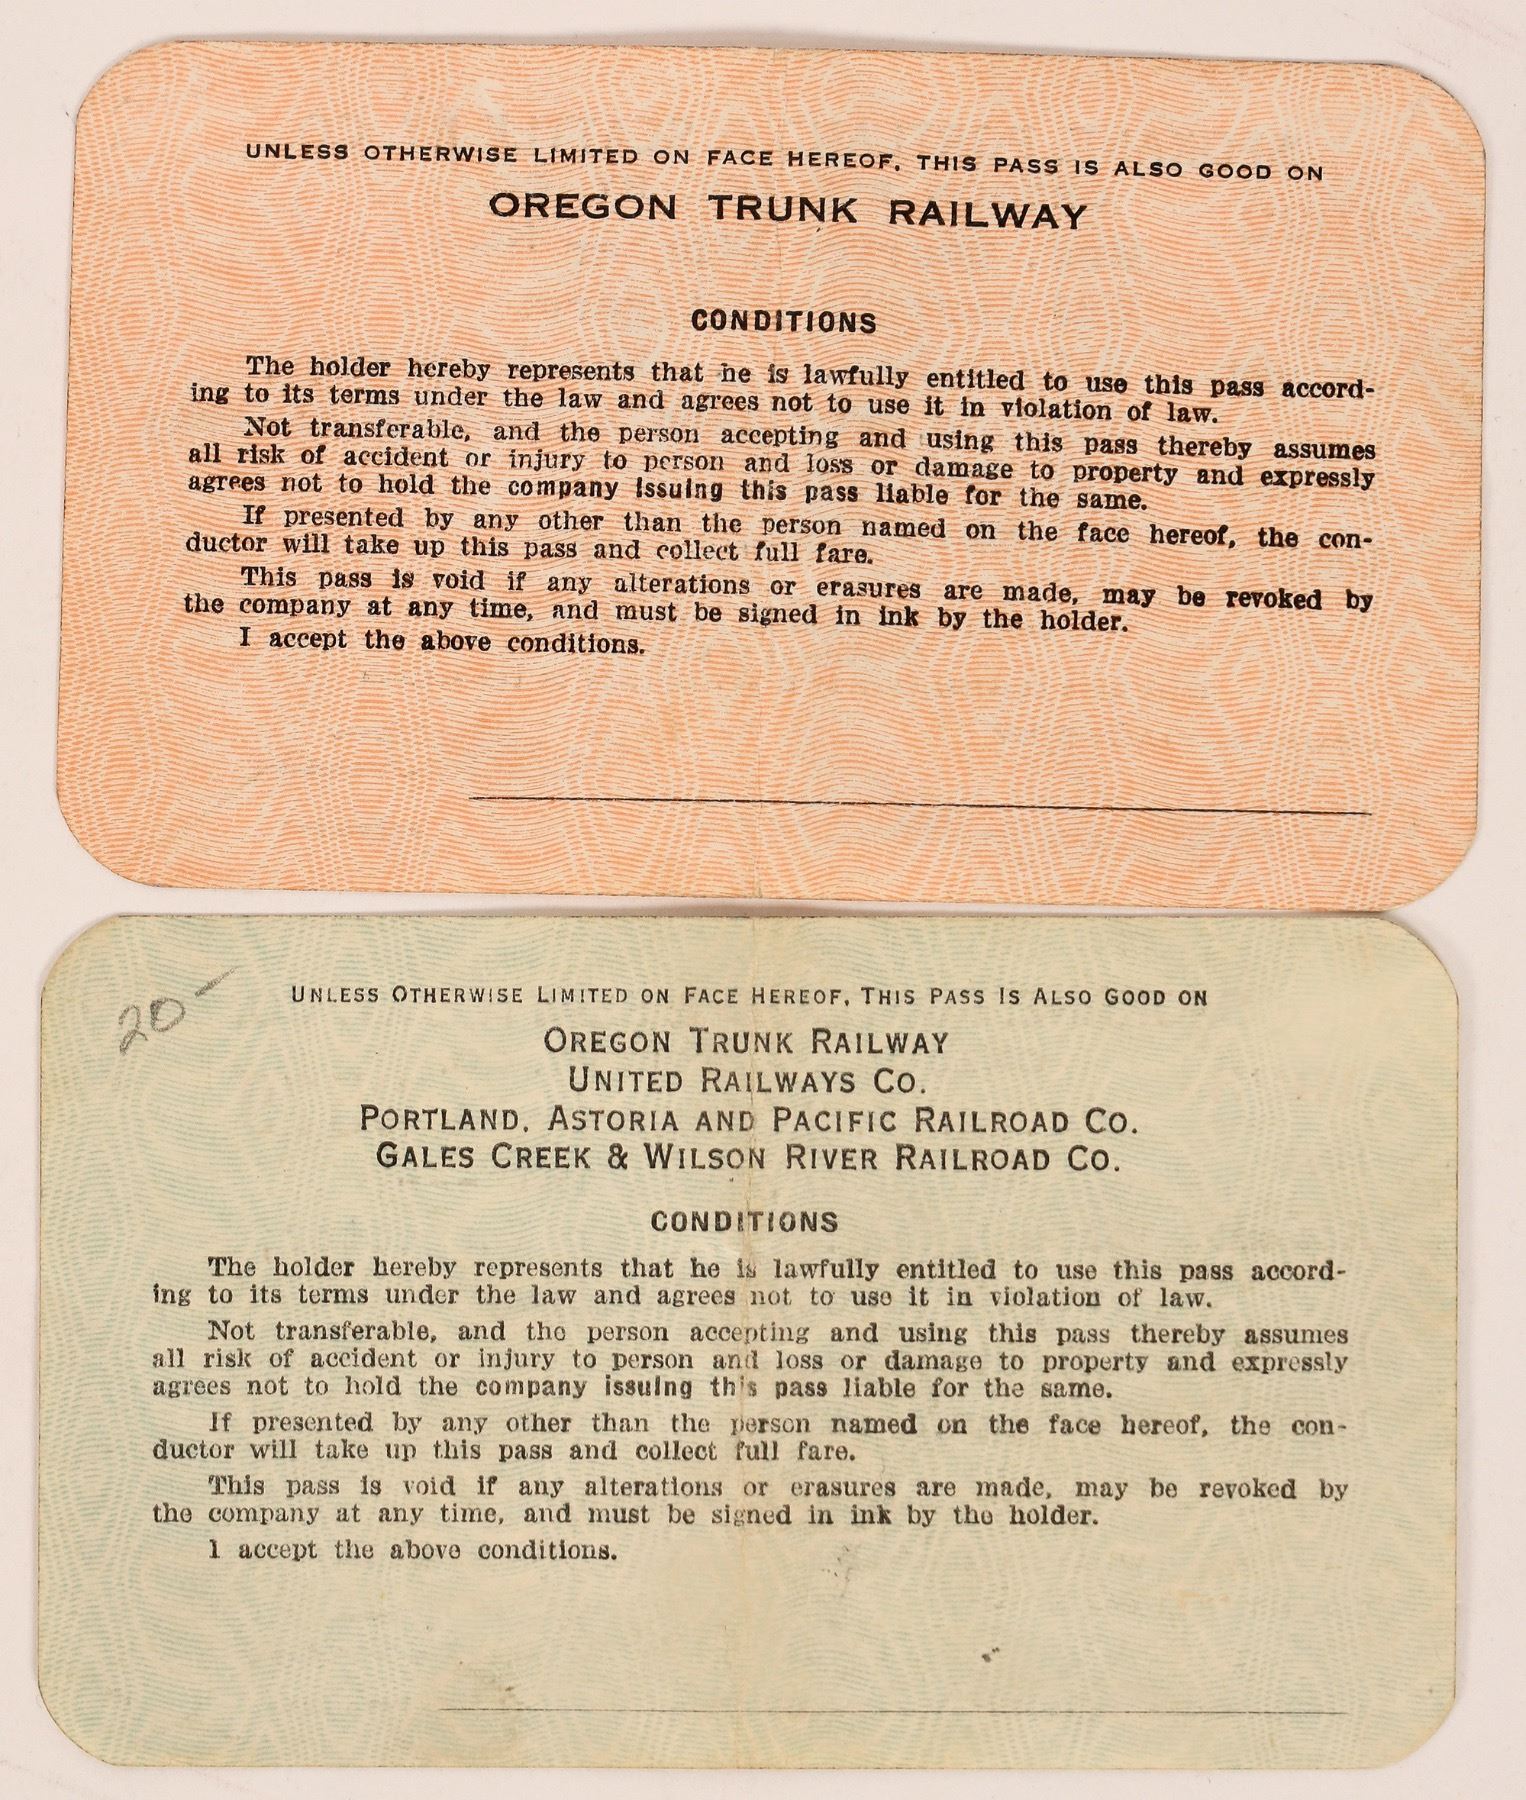 UNLESS OTHERWISE LIMITED ON FACE HEREOF, THIS PASS IS ALSO GOOD ON
OREGON TRUNK RAILWAY
CONDITIONS
The holder hereby represents that he is lawfully entitled to use this pass accord-
ing to its terms under the law and agrees not to use it in violation of law.
Not transferable, and the person accepting and using this pass thereby assumes
all risk of accident or injury to person and loss or damage to property and expressly
agrees not to hold the company issuing this pass liable for the same.
If presented by any other than the person named on the face hereof, the con-
ductor will take up this pass and collect full fare.
This pass is void if any alterations or erasures are made, may be revoked by
the company at any time, and must be signed in ink by the holder.
I accept the above conditions.
20-
UNLESS OTHERWISE LIMITED ON FACE HEREOF, THIS PASS IS ALSO GOOD ON
OREGON TRUNK RAILWAY
UNITED RAILWAYS CO.
PORTLAND, ASTORIA AND PACIFIC RAILROAD CO.
GALES CREEK & WILSON RIVER RAILROAD CO.
CONDITIONS
The holder hereby represents that he is lawfully entitled to use this pass accord-
ing to its terms under the law and agrees not to use it in violation of law.
Not transferable, and the person accepting and using this pass thereby assumes
all risk of accident or injury to person and loss or damage to property and expressly
agrees not to hold the company issuing this pass liable for the same.
If presented by any other than the person named on the face hereof, the con-
ductor will take up this pass and collect full fare.
This pass is void if any alterations or erasures are made, may be revoked by
the company at any time, and must be signed in ink by the holder.
I accept the above conditions.